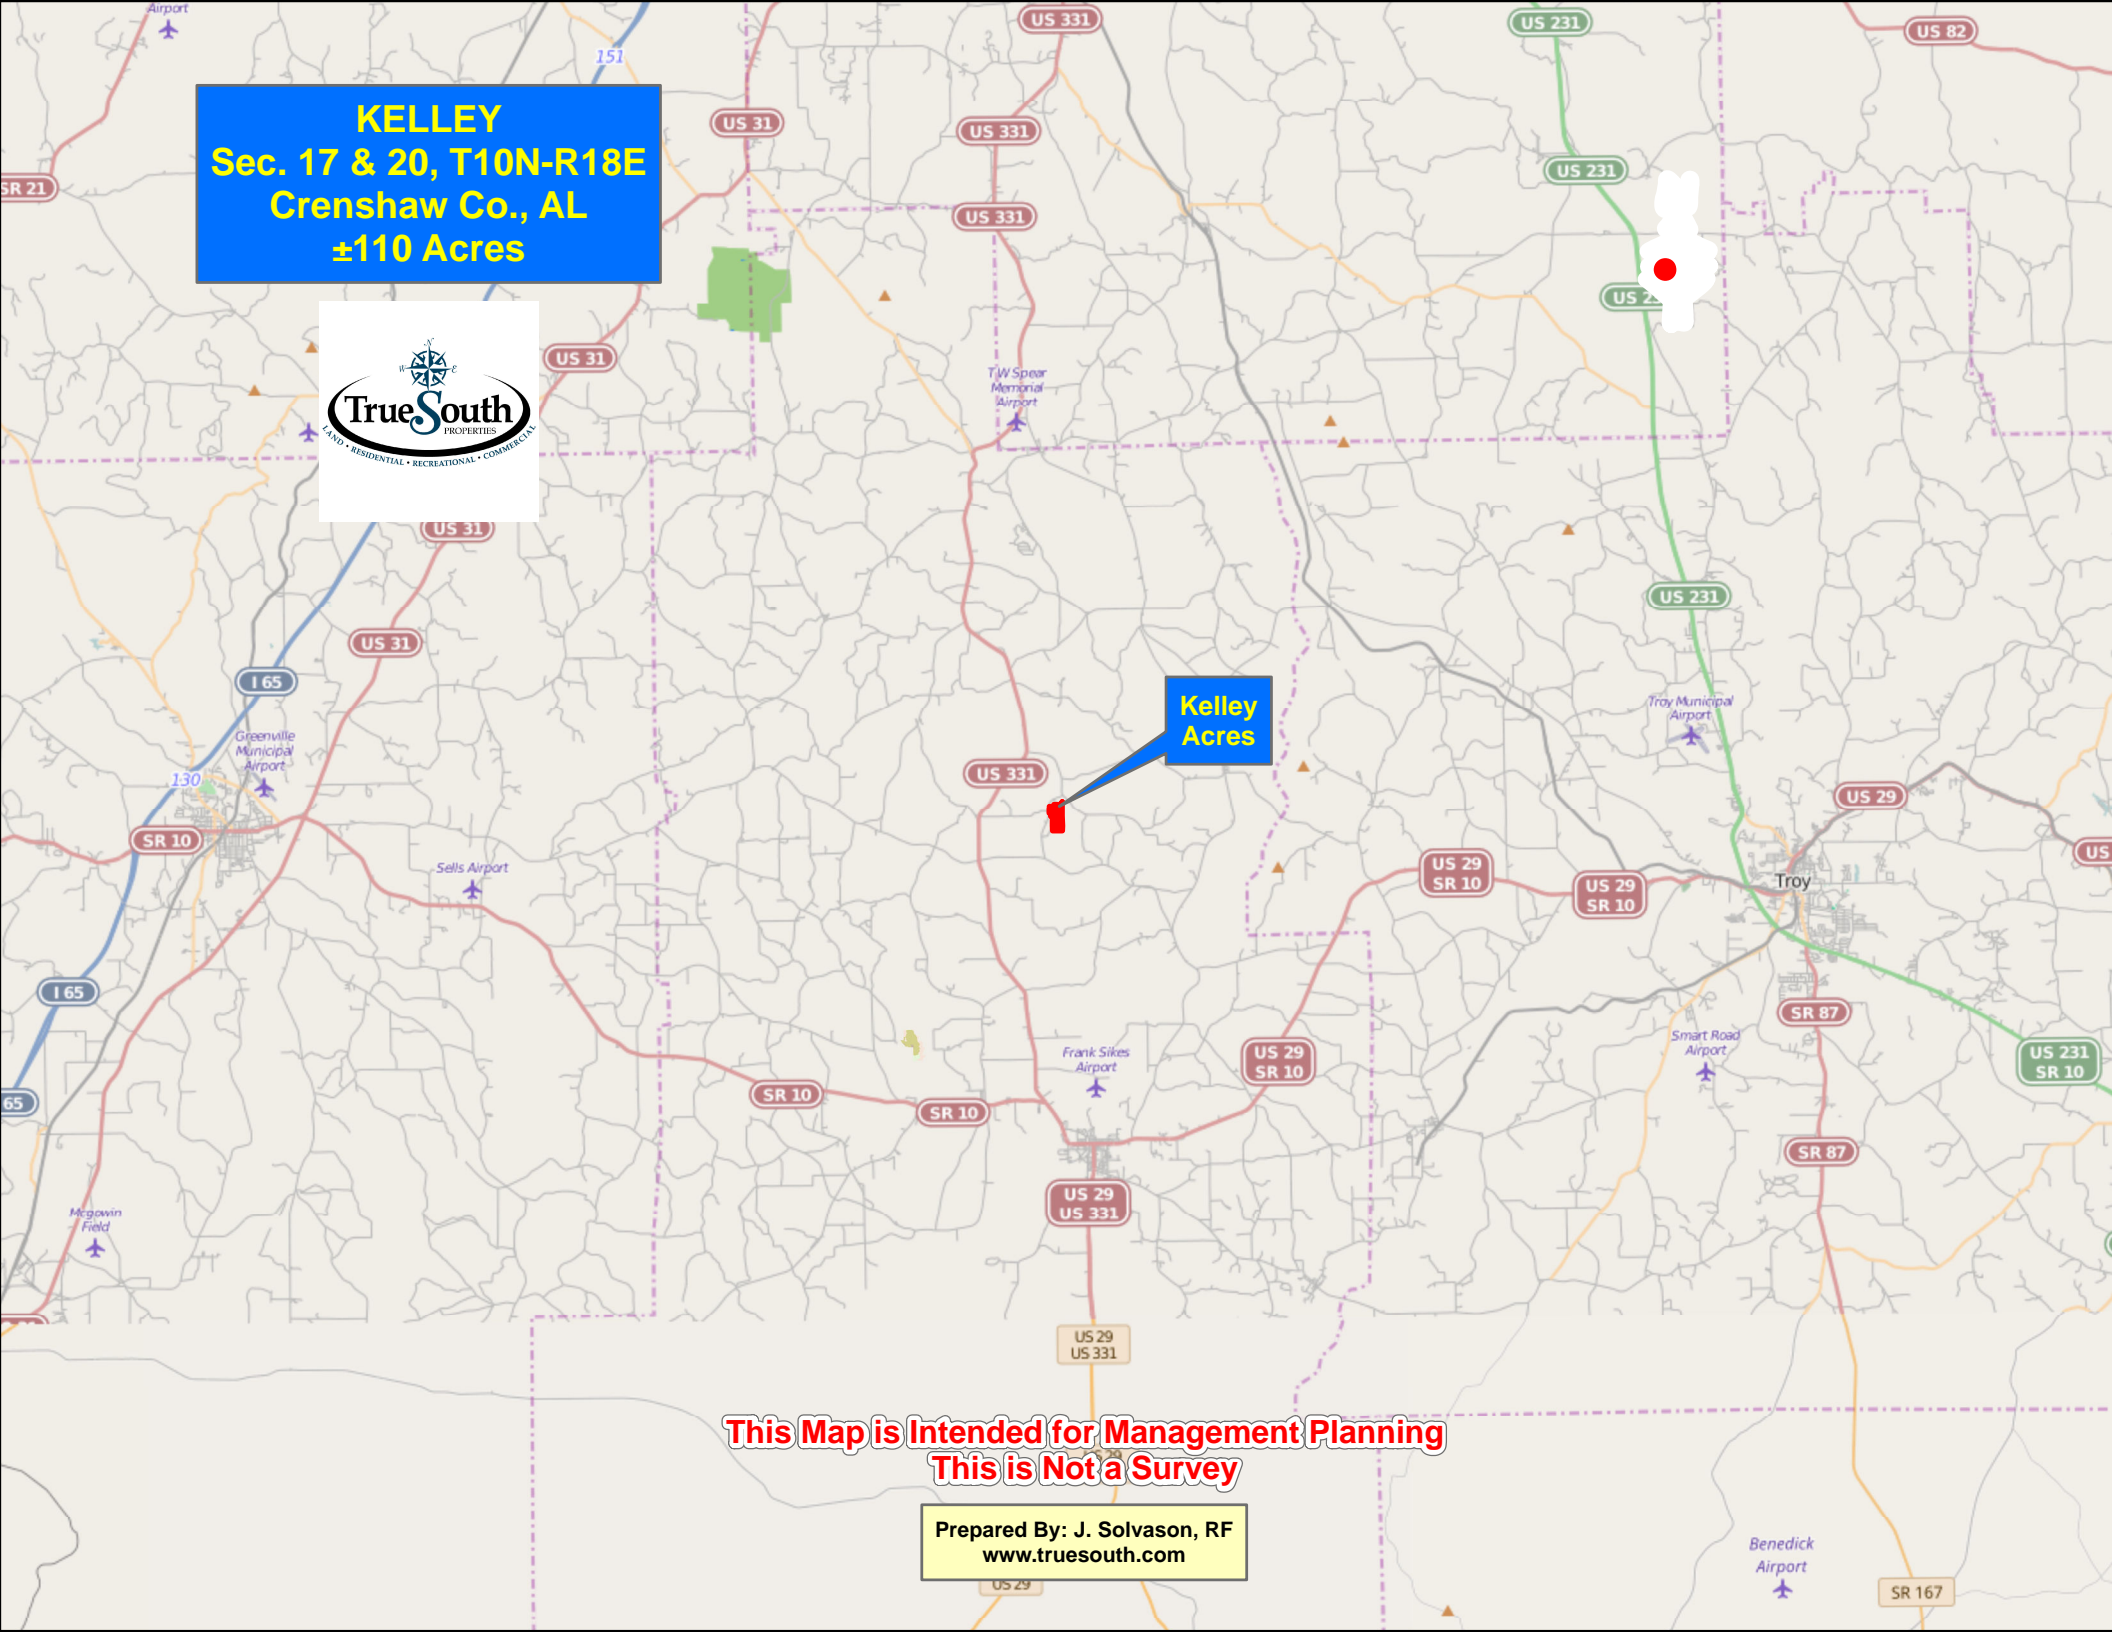 Airport
151
US 331
US 231
US 82
KELLEY
Sec. 17 & 20, T10N-R18E
Crenshaw Co., AL
±110 Acres
US 31
US 331
US 231
SR 21
US 331
US 31
N
W
E
TrueSouth
PROPERTIES
LAND • RESIDENTIAL • RECREATIONAL • COMMERCIAL
T W Spear
Memorial
Airport
US 31
US 231
US 31
I 65
Kelley
Acres
Troy Municipal
Airport
Greenville
Municipal
Airport
130
US 331
US 29
SR 10
Sells Airport
US 29
SR 10
US 29
SR 10
Troy
US
I 65
SR 87
Frank Sikes
Airport
US 29
SR 10
Smart Road
Airport
US 231
SR 10
65
SR 10
SR 10
SR 87
US 29
US 331
Mcgowin
Field
US 29
US 331
This Map is Intended for Management Planning
This is Not a Survey
Prepared By: J. Solvason, RF
www.truesouth.com
US 29
Benedick
Airport
SR 167